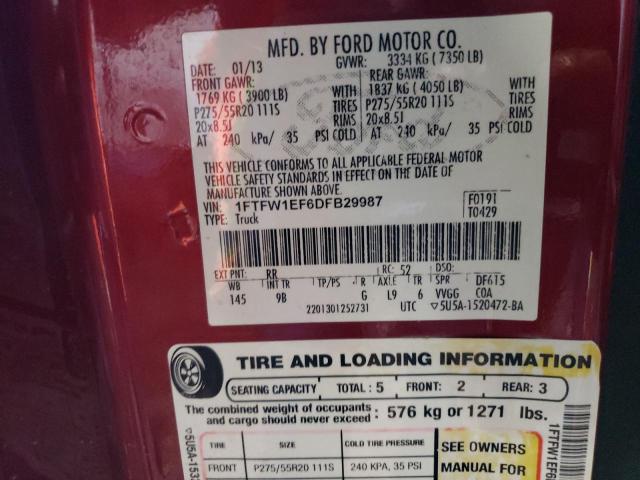 MFD. BY FORD MOTOR CO.
DATE: 01/13 GVWR: 3334 KG ( 7350 LB)
FRONT GAWR: REAR GAWR:
1769 KG ( 3900 LB) WITH 1837 KG ( 4050 LB) WITH
P275/55R20 111S TIRES P275/55R20 111S TIRES
20x8.5J RIMS 20x8.5J RIMS
AT 240 kPa/ 35 PSI COLD AT 240 kPa/ 35 PSI COLD
THIS VEHICLE CONFORMS TO ALL APPLICABLE FEDERAL MOTOR
VEHICLE SAFETY STANDARDS IN EFFECT ON THE DATE OF
MANUFACTURE SHOWN ABOVE.
VIN: 1FTFW1EF6DFB29987 F0191
TYPE: Truck T0429
EXT PNT: RR RC: 52 DSO:
WB INT TR TP/PS R AXLE TR SPR DF615
145 9B G L9 6 VVGG COA
2201301252731 UTC ▽5U5A-1520472-BA
TIRE AND LOADING INFORMATION
SEATING CAPACITY TOTAL : 5 FRONT: 2 REAR: 3
The combined weight of occupants and cargo should never exceed: 576 kg or 1271 lbs.
TIRE SIZE COLD TIRE PRESSURE SEE OWNERS
FRONT P275/55R20 111S 240 KPA, 35 PSI MANUAL FOR
▽5U5A-153
1FTFW1EF6